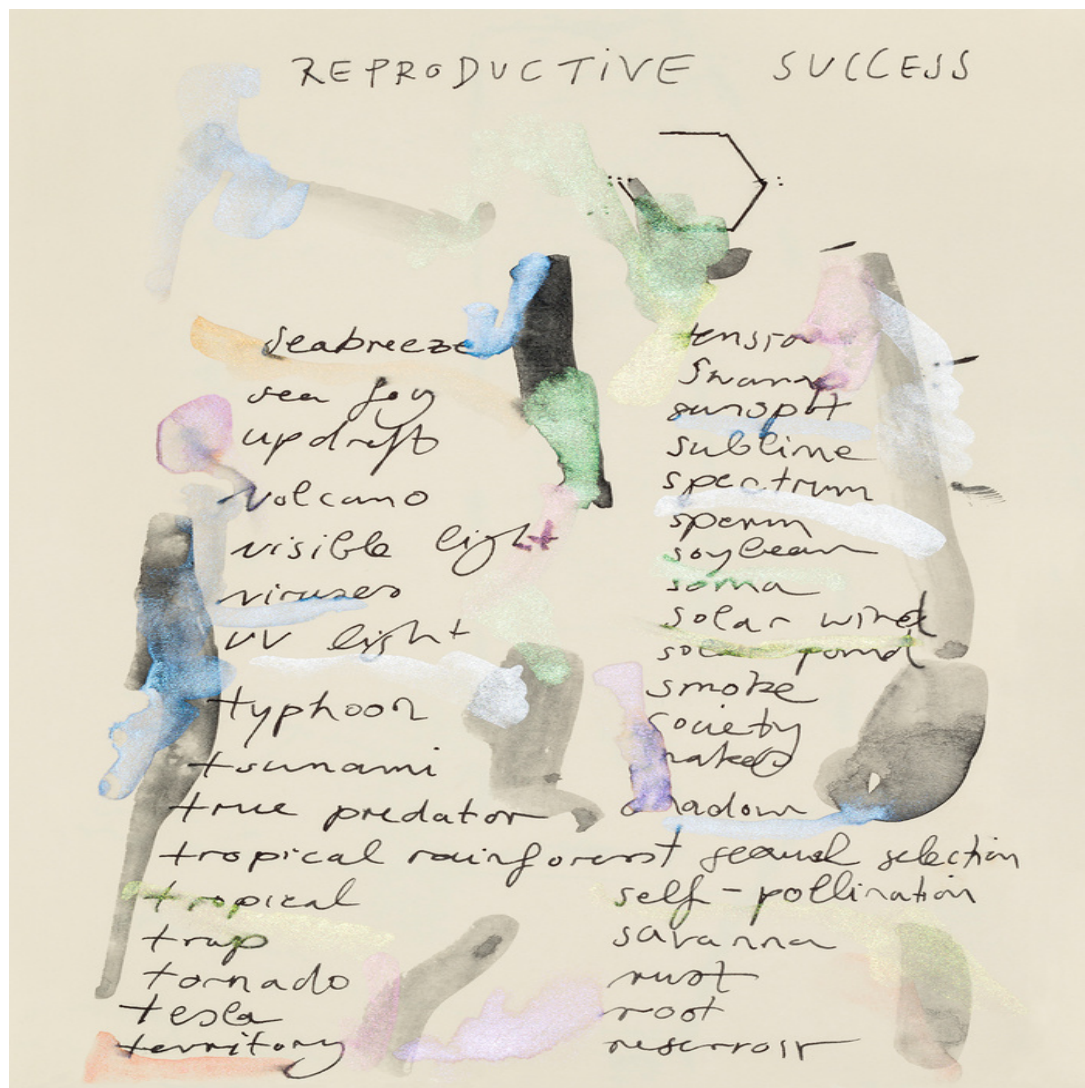 REPRODUCTIVE SUCCESS
seabreeze
sea fog
updraft
volcano
visible light
viruses
UV light
typhoon
tsunami
true predator
tropical rainforest
tropical
trap
tornado
tesla
territory
tension
swarm
sunspot
sublime
spectrum
sperm
soybean
soma
solar wind
solar pond
smoke
society
shadow
sexual selection
self-pollination
savanna
rust
root
reservoir